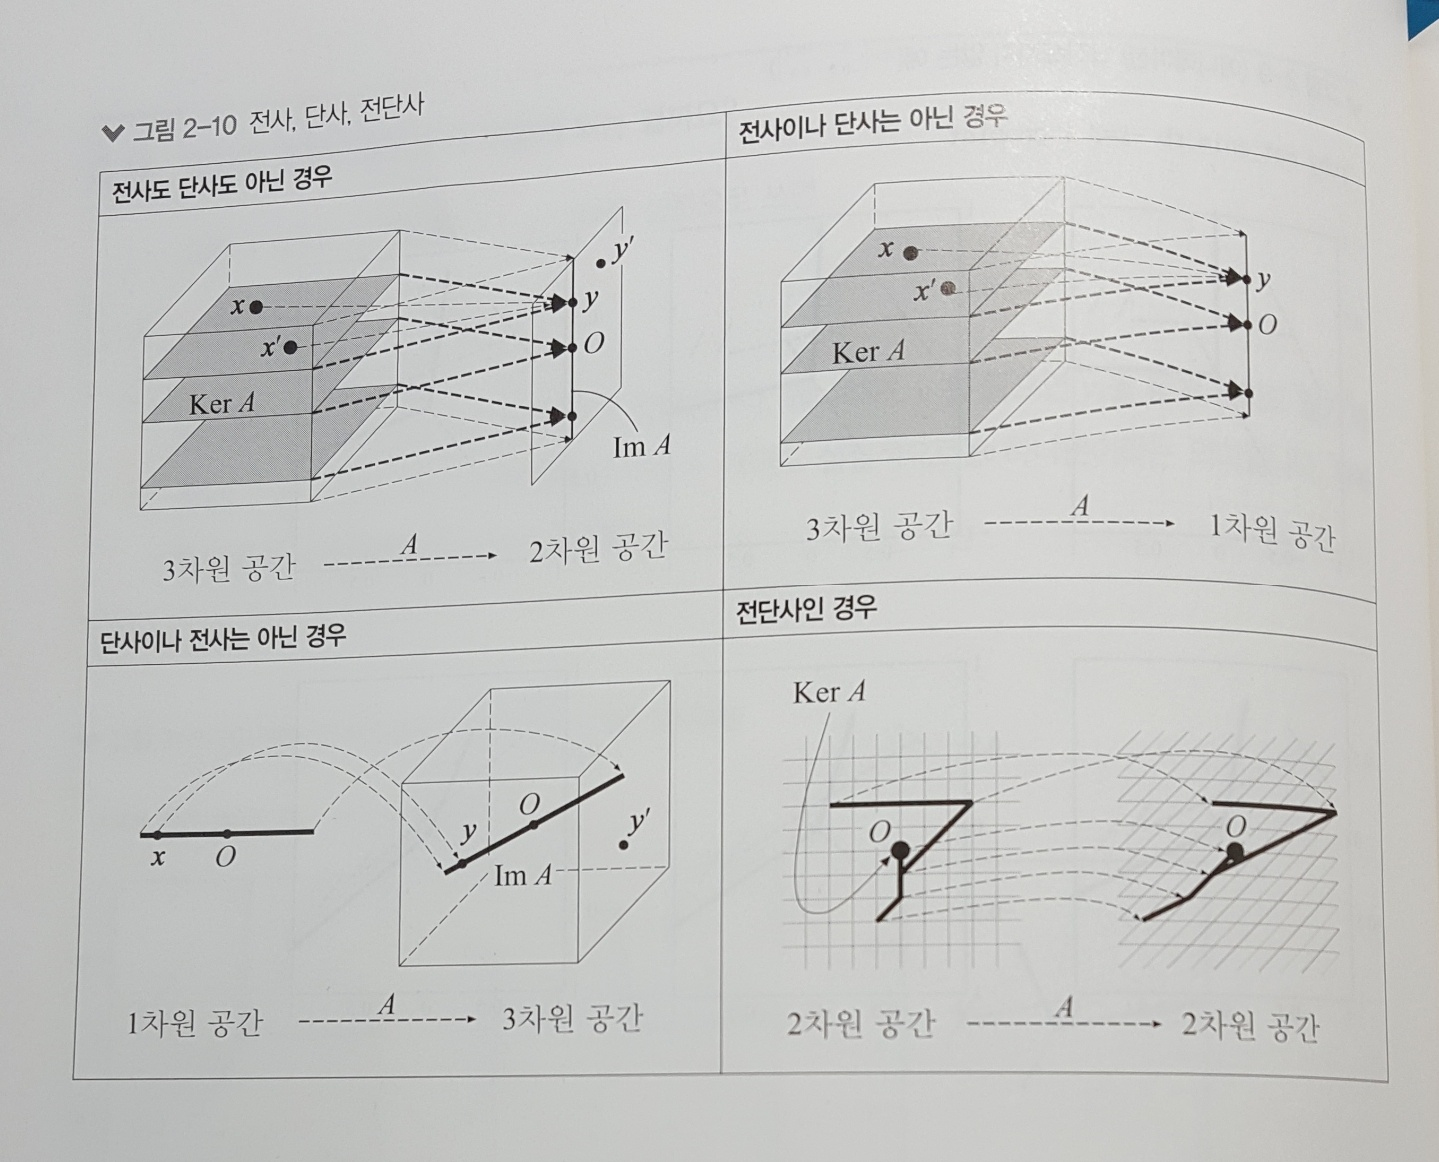 그림 2-10 전사, 단사, 전단사
전사도 단사도 아닌 경우
x
x′
Ker A
y′
y
O
Im A
3차원 공간 A 2차원 공간
전사이나 단사는 아닌 경우
x
x′
Ker A
y
O
3차원 공간 A 1차원 공간
단사이나 전사는 아닌 경우
x O
y
O
y′
Im A
1차원 공간 A 3차원 공간
전단사인 경우
Ker A
O
O
2차원 공간 A 2차원 공간